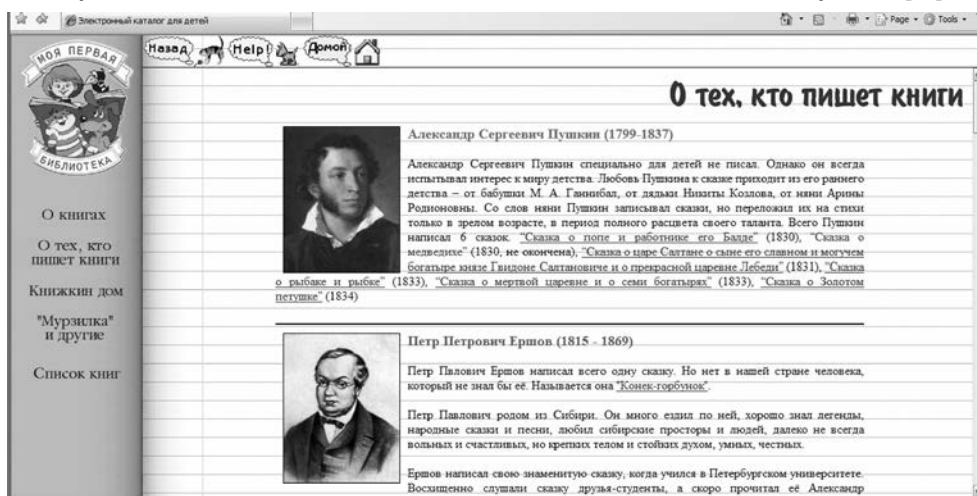 Электронный каталог для детей
Page
Tools
МОЯ ПЕРВАЯ
БИБЛИОТЕКА
Назад
Help!
Домой
О книгах
О тех, кто
пишет книги
Книжкин дом
"Мурзилка"
и другие
Список книг
О тех, кто пишет книги
Александр Сергеевич Пушкин (1799-1837)
Александр Сергеевич Пушкин специально для детей не писал. Однако он всегда
испытывал интерес к миру детства. Любовь Пушкина к сказке приходит из его раннего
детства – от бабушки М. А. Ганнибал, от дядьки Никиты Козлова, от няни Арины
Родионовны. Со слов няни Пушкин записывал сказки, но переложил их на стихи
только в зрелом возрасте, в период полного расцвета своего таланта. Всего Пушкин
написал 6 сказок. "Сказка о попе и работнике его Балде" (1830), "Сказка о
медведихе" (1830, не окончена), "Сказка о царе Салтане о сыне его славном и могучем
богатыре князе Гвидоне Салтановиче и о прекрасной царевне Лебеди" (1831), "Сказка
о рыбаке и рыбке" (1833), "Сказка о мертвой царевне и о семи богатырях" (1833), "Сказка о Золотом
петушке" (1834)
Петр Петрович Ершов (1815 - 1869)
Петр Пвлович Ершов написал всего одну сказку. Но нет в нашей стране человека,
который не знал бы её. Называется она "Конек-горбунок".
Петр Павлович родом из Сибири. Он много ездил по ней, хорошо знал легенды,
народные сказки и песни, любил сибирские просторы и людей, далеко не всегда
вольных и счастливых, но крепких телом и стойких духом, умных, честных.
Ершов написал свою знаменитую сказку, когда учился в Петербургском университете.
Восхищенно слушали сказку друзья-студенты, а скоро прочитал её Александр